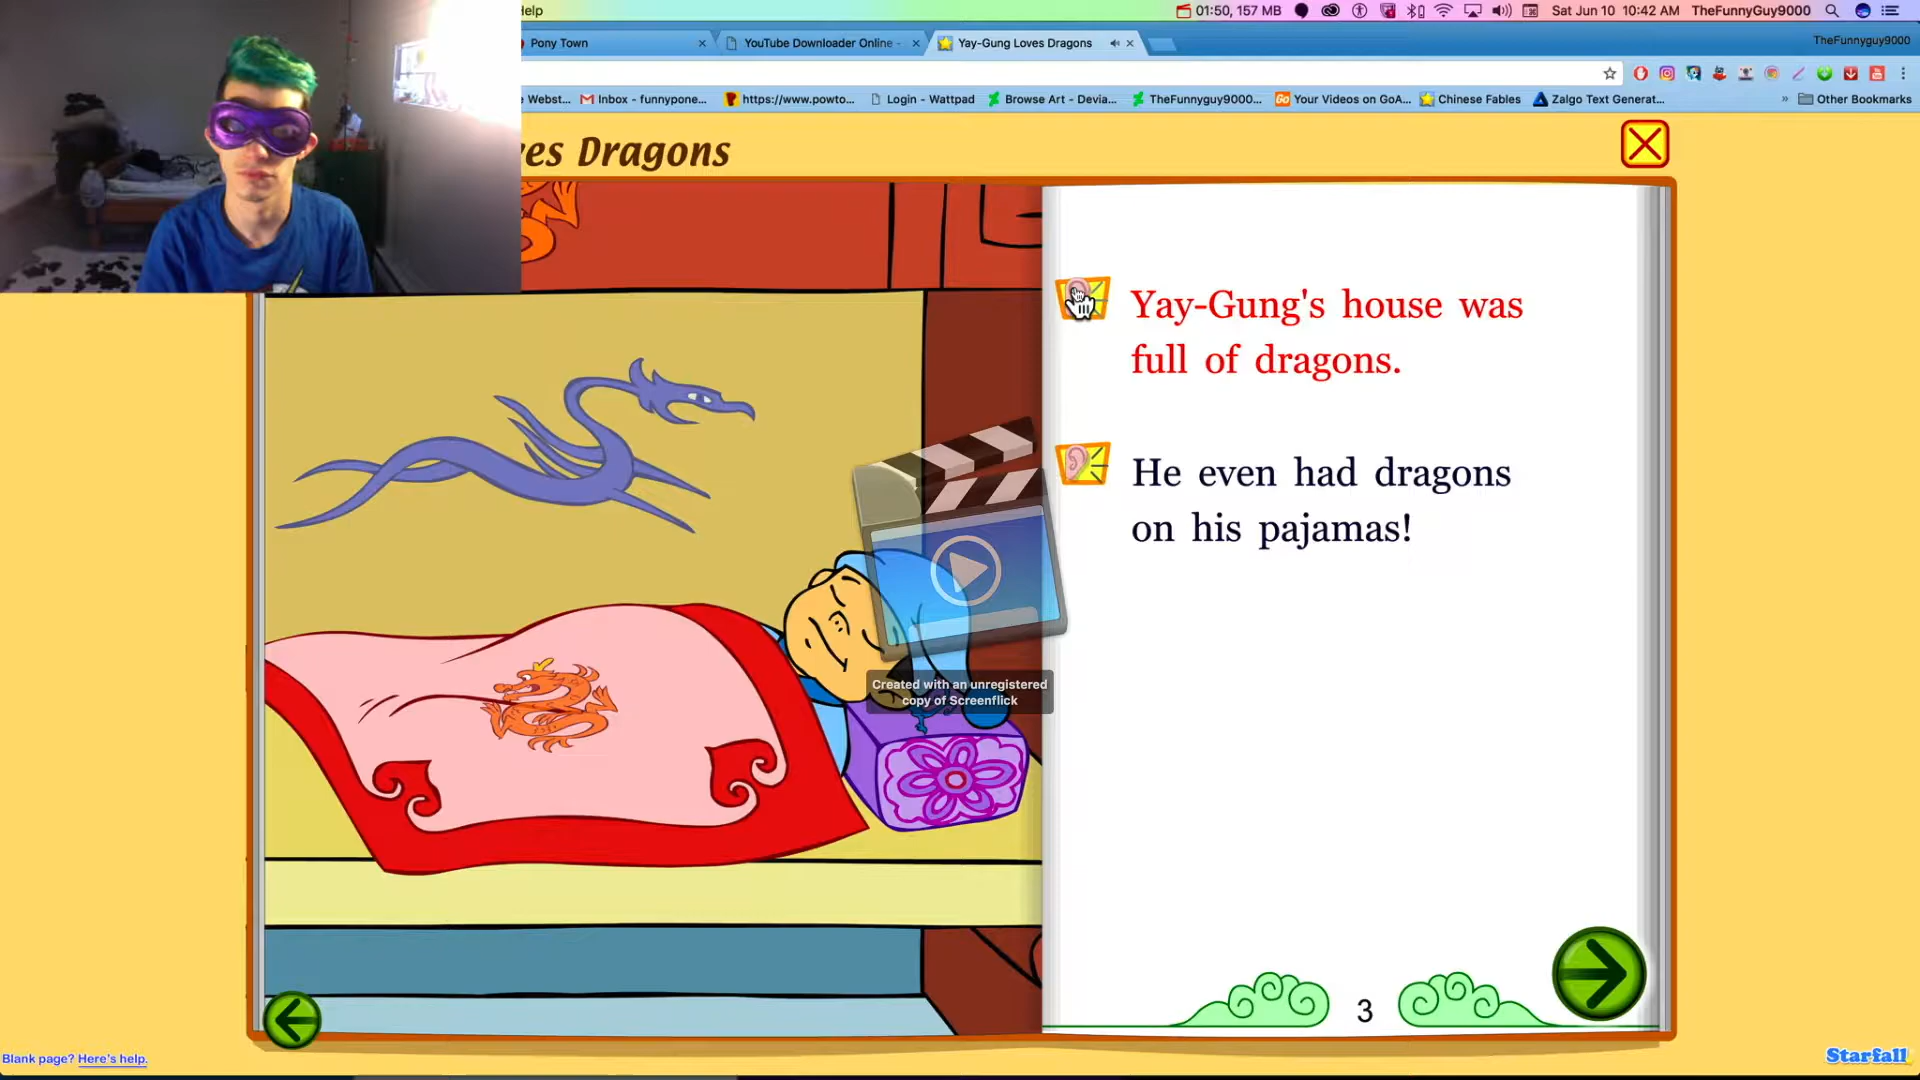 Help
01:50, 157 MB
Sat Jun 10 10:42 AM
TheFunnyGuy9000
Pony Town
YouTube Downloader Online -
Yay-Gung Loves Dragons
TheFunnyguy9000
e Webst...
Inbox - funnypone...
https://www.powto...
Login - Wattpad
Browse Art - Devia...
TheFunnyguy9000...
Your Videos on GoA...
Chinese Fables
Zalgo Text Generat...
»
Other Bookmarks
ves Dragons
Yay-Gung's house was
full of dragons.
He even had dragons
on his pajamas!
Created with an unregistered
copy of Screenflick
3
Blank page? Here's help.
Starfall